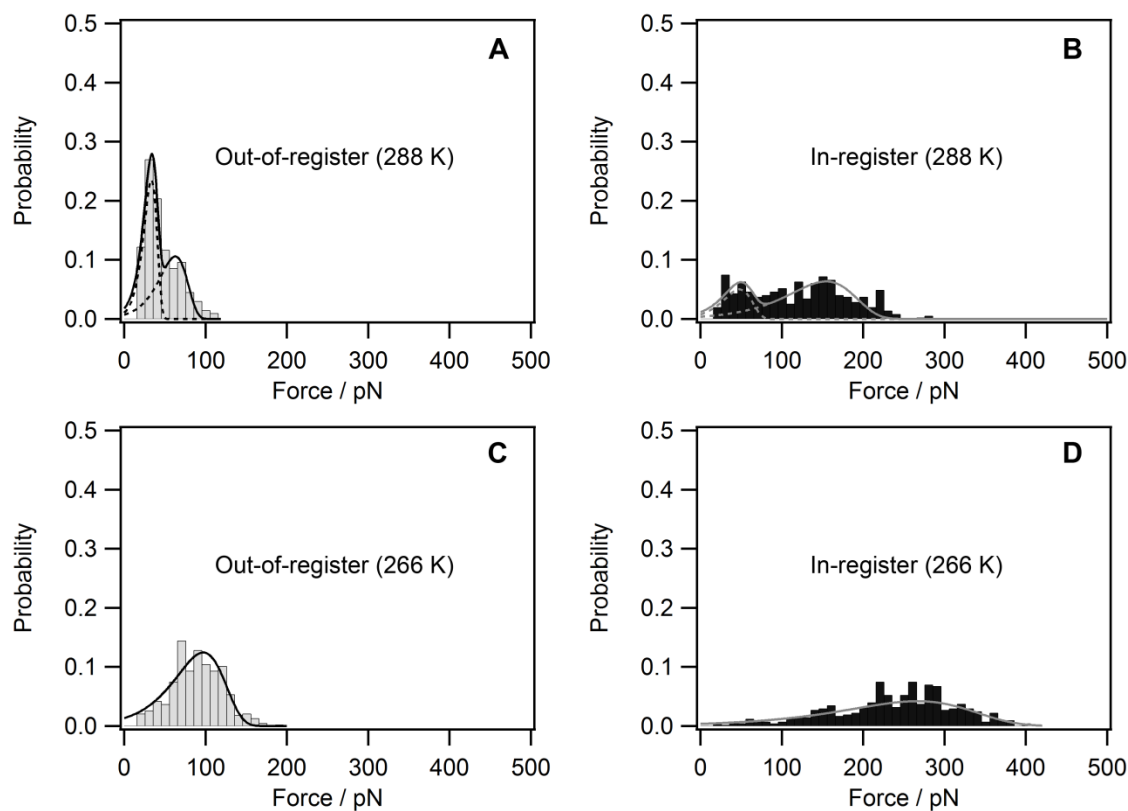 A
0.5
0.4
0.3
0.2
0.1
0.0
Probability
Out-of-register (288 K)
0 100 200 300 400 500
Force / pN
B
0.5
0.4
0.3
0.2
0.1
0.0
Probability
In-register (288 K)
0 100 200 300 400 500
Force / pN
C
0.5
0.4
0.3
0.2
0.1
0.0
Probability
Out-of-register (266 K)
0 100 200 300 400 500
Force / pN
D
0.5
0.4
0.3
0.2
0.1
0.0
Probability
In-register (266 K)
0 100 200 300 400 500
Force / pN